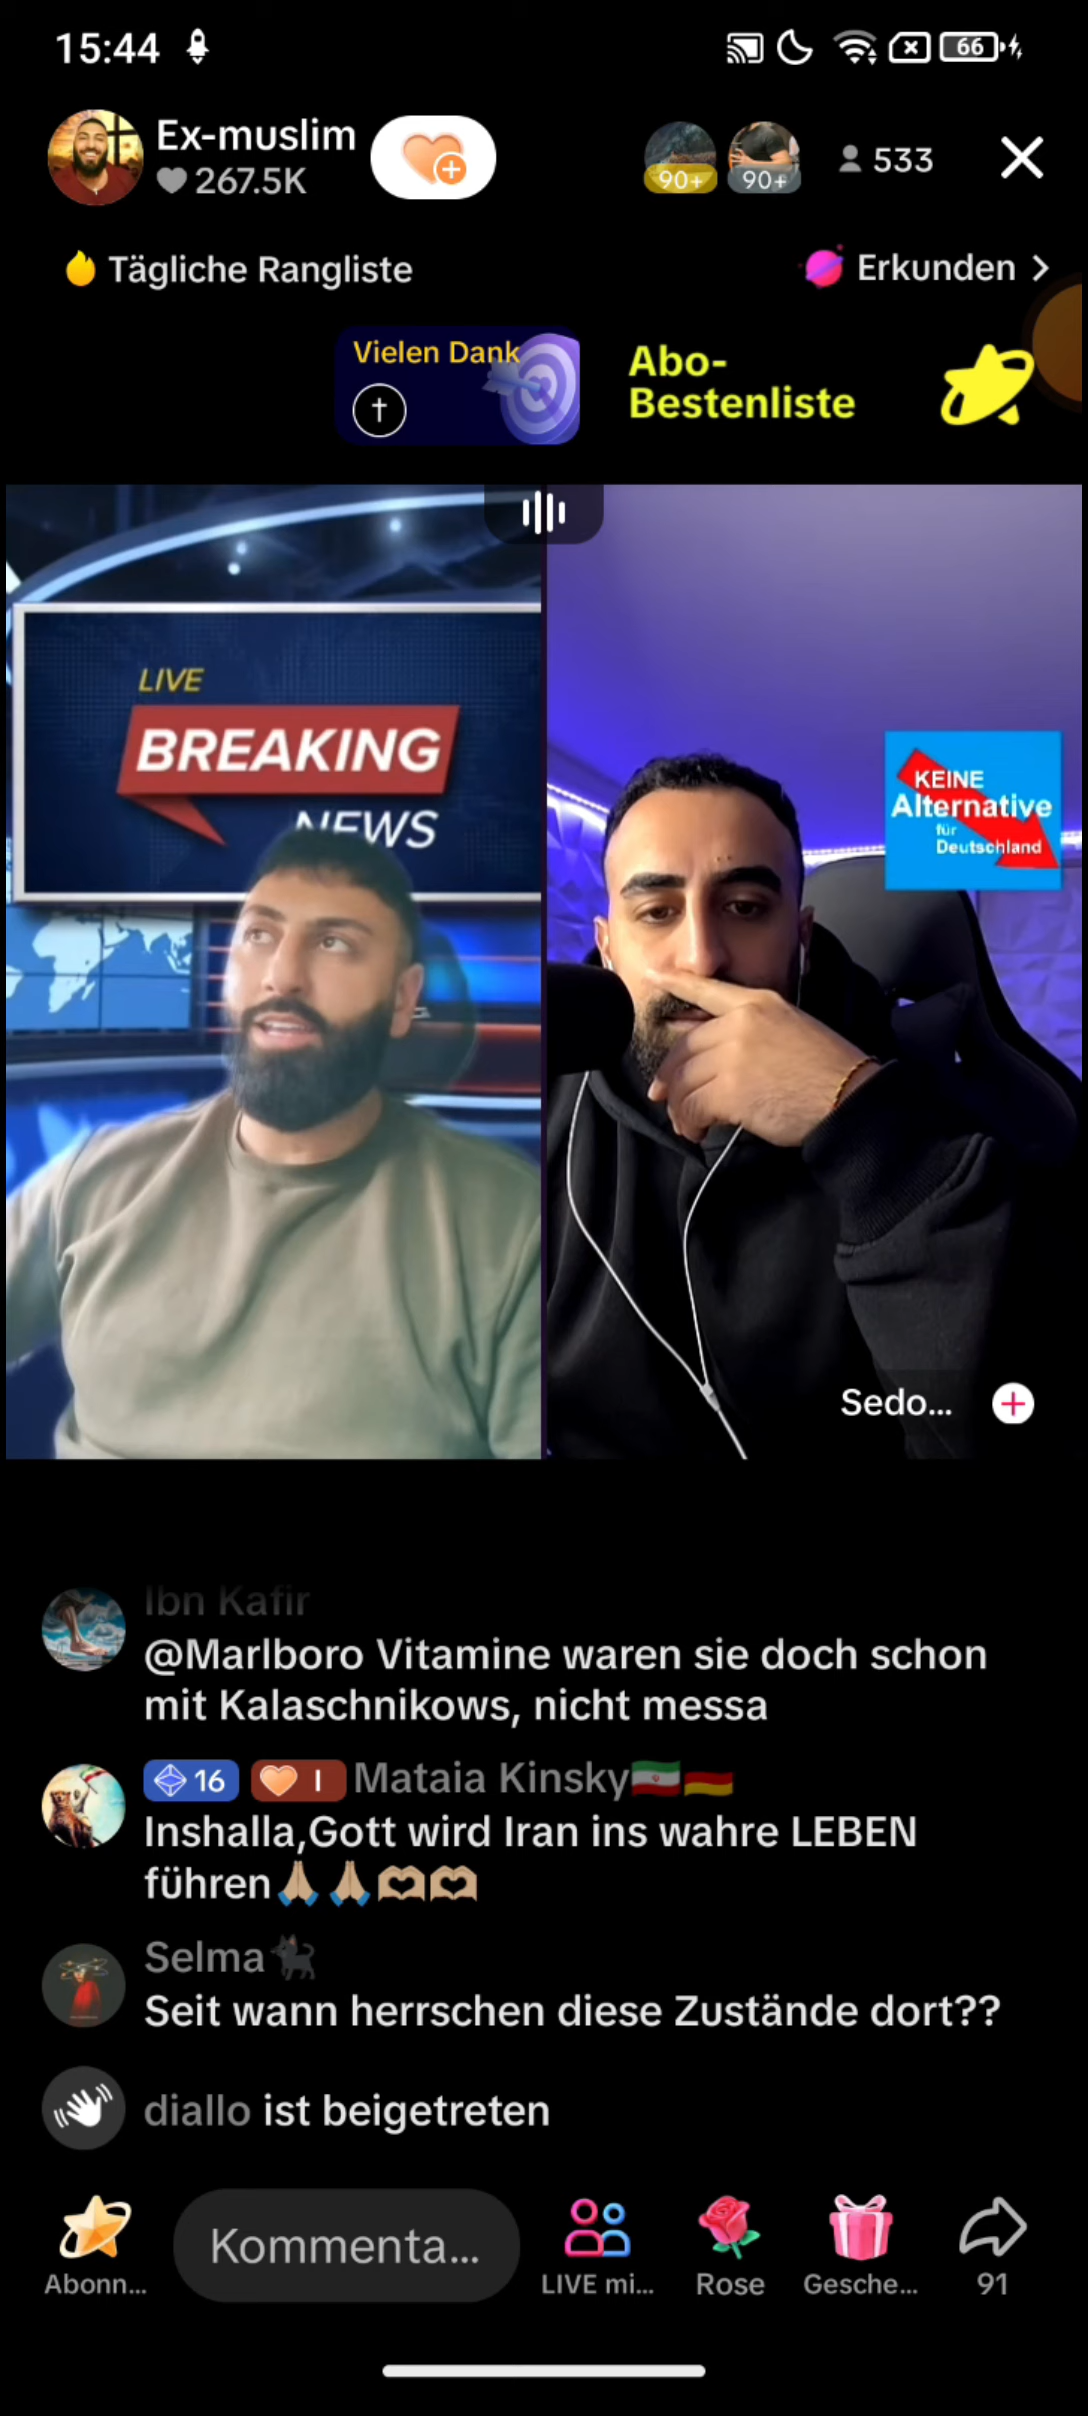 15:44
66
Ex-muslim
267.5K
90+
90+
533
Tägliche Rangliste
Erkunden
Vielen Dank
Abo-
Bestenliste
LIVE
BREAKING
NEWS
KEINE
Alternative
für
Deutschland
Sedo...
Ibn Kafir
@Marlboro Vitamine waren sie doch schon
mit Kalaschnikows, nicht messa
16 I Mataia Kinsky
Inshalla,Gott wird Iran ins wahre LEBEN
führen
Selma
Seit wann herrschen diese Zustände dort??
diallo ist beigetreten
Abonn...
Kommenta...
LIVE mi...
Rose
Gesche...
91